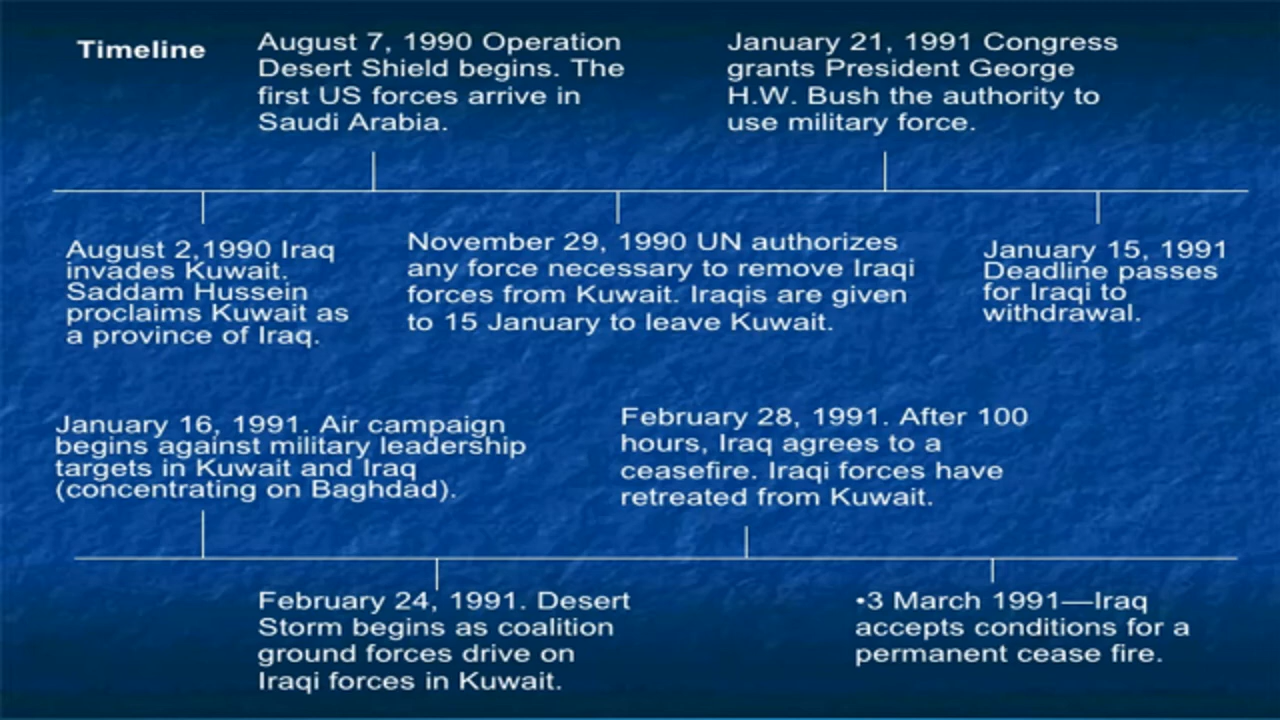 Timeline
August 7, 1990 Operation
Desert Shield begins. The
first US forces arrive in
Saudi Arabia.
January 21, 1991 Congress
grants President George
H.W. Bush the authority to
use military force.
August 2,1990 Iraq
invades Kuwait.
Saddam Hussein
proclaims Kuwait as
a province of Iraq.
November 29, 1990 UN authorizes
any force necessary to remove Iraqi
forces from Kuwait. Iraqis are given
to 15 January to leave Kuwait.
January 15, 1991
Deadline passes
for Iraqi to
withdrawal.
January 16, 1991. Air campaign
begins against military leadership
targets in Kuwait and Iraq
(concentrating on Baghdad).
February 28, 1991. After 100
hours, Iraq agrees to a
ceasefire. Iraqi forces have
retreated from Kuwait.
February 24, 1991. Desert
Storm begins as coalition
ground forces drive on
Iraqi forces in Kuwait.
•3 March 1991—Iraq
accepts conditions for a
permanent cease fire.